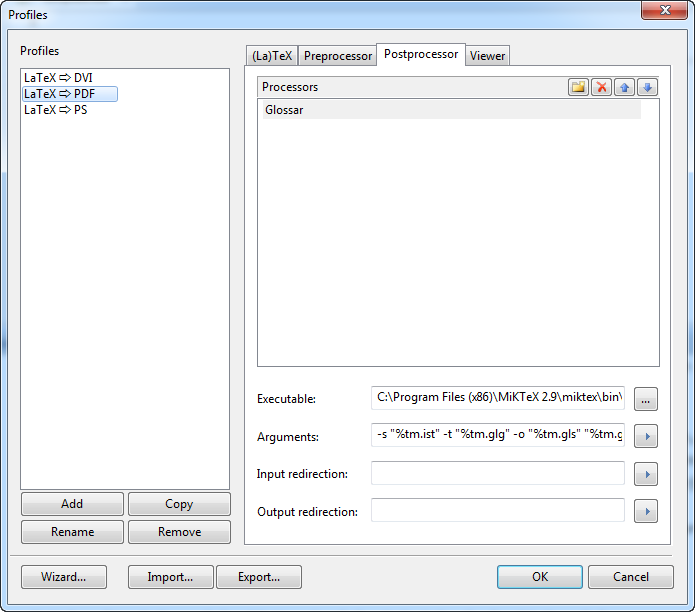 Profiles
Profiles
LaTeX ⇨ DVI
LaTeX ⇨ PDF
LaTeX ⇨ PS
Add
Copy
Rename
Remove
(La)TeX
Preprocessor
Postprocessor
Viewer
Processors
Glossar
Executable:
C:\Program Files (x86)\MiKTeX 2.9\miktex\bin\
...
Arguments:
-s "%tm.ist" -t "%tm.glg" -o "%tm.gls" "%tm.g
Input redirection:
Output redirection:
Wizard...
Import...
Export...
OK
Cancel